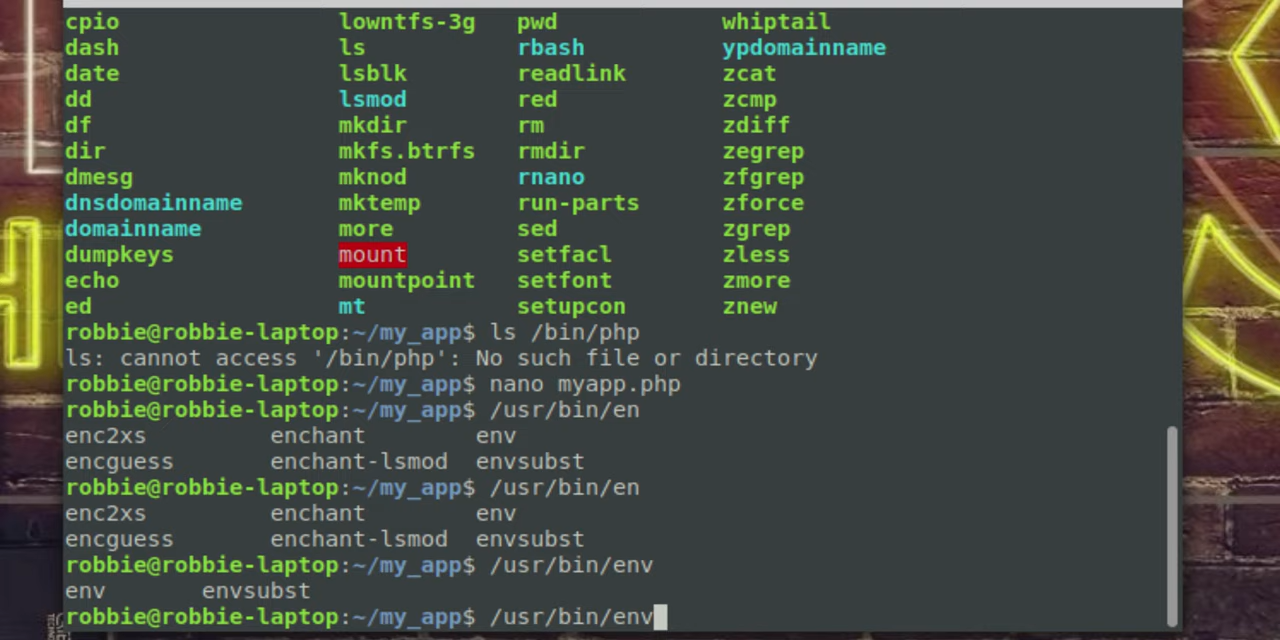 cpio lowntfs-3g pwd whiptail
dash ls rbash ypdomainname
date lsblk readlink zcat
dd lsmod red zcmp
df mkdir rm zdiff
dir mkfs.btrfs rmdir zegrep
dmesg mknod rnano zfgrep
dnsdomainname mktemp run-parts zforce
domainname more sed zgrep
dumpkeys mount setfacl zless
echo mountpoint setfont zmore
ed mt setupcon znew
robbie@robbie-laptop:~/my_app$ ls /bin/php
ls: cannot access '/bin/php': No such file or directory
robbie@robbie-laptop:~/my_app$ nano myapp.php
robbie@robbie-laptop:~/my_app$ /usr/bin/en
enc2xs enchant env
encguess enchant-lsmod envsubst
robbie@robbie-laptop:~/my_app$ /usr/bin/en
enc2xs enchant env
encguess enchant-lsmod envsubst
robbie@robbie-laptop:~/my_app$ /usr/bin/env
env envsubst
robbie@robbie-laptop:~/my_app$ /usr/bin/env